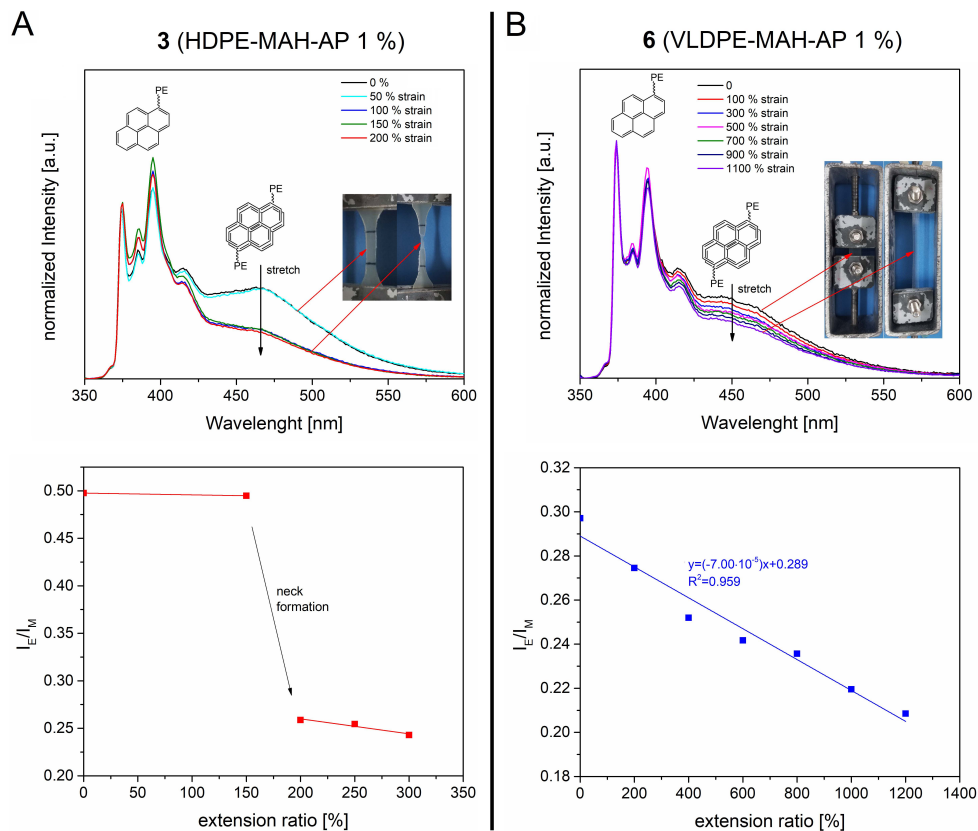 A
3 (HDPE-MAH-AP 1 %)
normalized Intensity [a.u.]
PE
0 %
50 % strain
100 % strain
150 % strain
200 % strain
PE
PE
stretch
350 400 450 500 550 600
Wavelenght [nm]
I_E/I_M
0.50
0.45
0.40
0.35
0.30
0.25
0.20
neck
formation
0 50 100 150 200 250 300 350
extension ratio [%]
B
6 (VLDPE-MAH-AP 1 %)
normalized Intensity [a.u.]
PE
0
100 % strain
300 % strain
500 % strain
700 % strain
900 % strain
1100 % strain
PE
PE
stretch
350 400 450 500 550 600
Wavelenght [nm]
I_E/I_M
0.32
0.30
0.28
0.26
0.24
0.22
0.20
0.18
y=(-7.00·10⁻⁵)x+0.289
R²=0.959
0 200 400 600 800 1000 1200 1400
extension ratio [%]